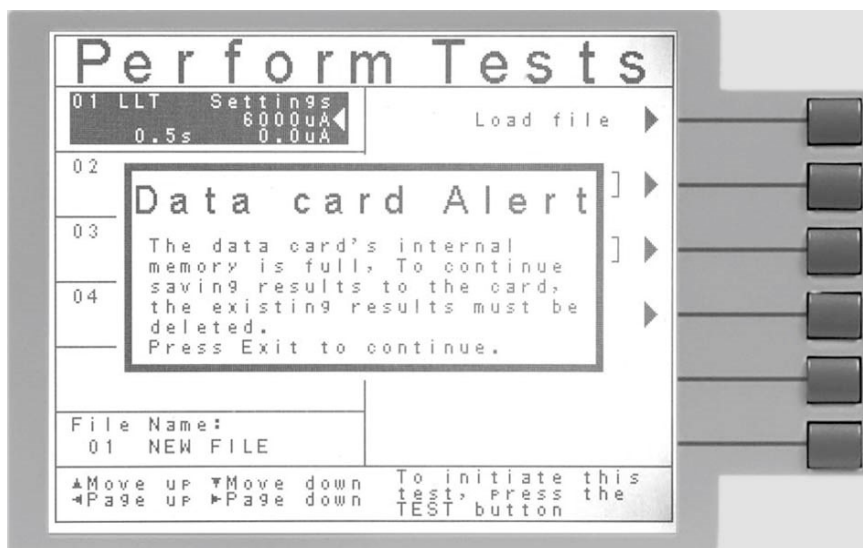 Perform Tests
01 LLT Settings
6000uA
0.5s 0.0uA
Load file
02
]
03
]
04
Data card Alert
The data card's internal
memory is full, To continue
saving results to the card,
the existing results must be
deleted.
Press Exit to continue.
File Name:
01 NEW FILE
▲Move up ▼Move down
◄Page up ►Page down
To initiate this
test, press the
TEST button